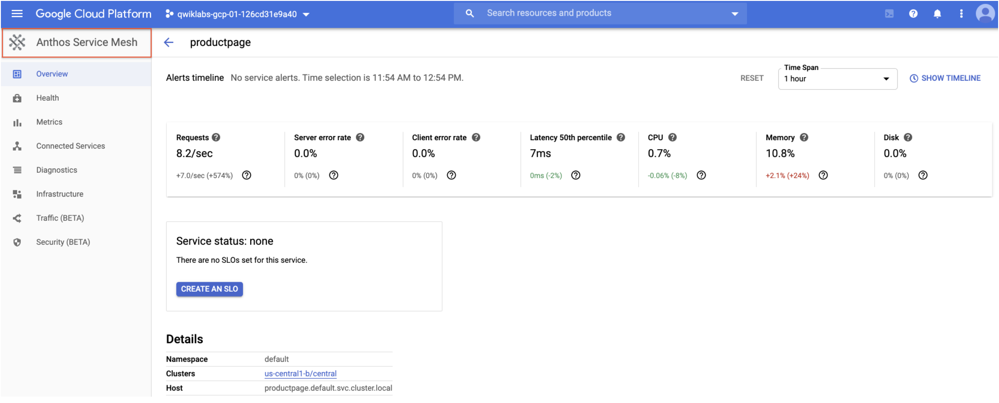 Google Cloud Platform
qwiklabs-gcp-01-126cd31e9a40
Search resources and products
Anthos Service Mesh
productpage
Overview
Health
Metrics
Connected Services
Diagnostics
Infrastructure
Traffic (BETA)
Security (BETA)
Alerts timeline No service alerts. Time selection is 11:54 AM to 12:54 PM.
RESET
Time Span
1 hour
SHOW TIMELINE
Requests
8.2/sec
+7.0/sec (+574%)
Server error rate
0.0%
0% (0%)
Client error rate
0.0%
0% (0%)
Latency 50th percentile
7ms
0ms (-2%)
CPU
0.7%
-0.06% (-8%)
Memory
10.8%
+2.1% (+24%)
Disk
0.0%
0% (0%)
Service status: none
There are no SLOs set for this service.
CREATE AN SLO
Details
Namespace default
Clusters us-central1-b/central
Host productpage.default.svc.cluster.local